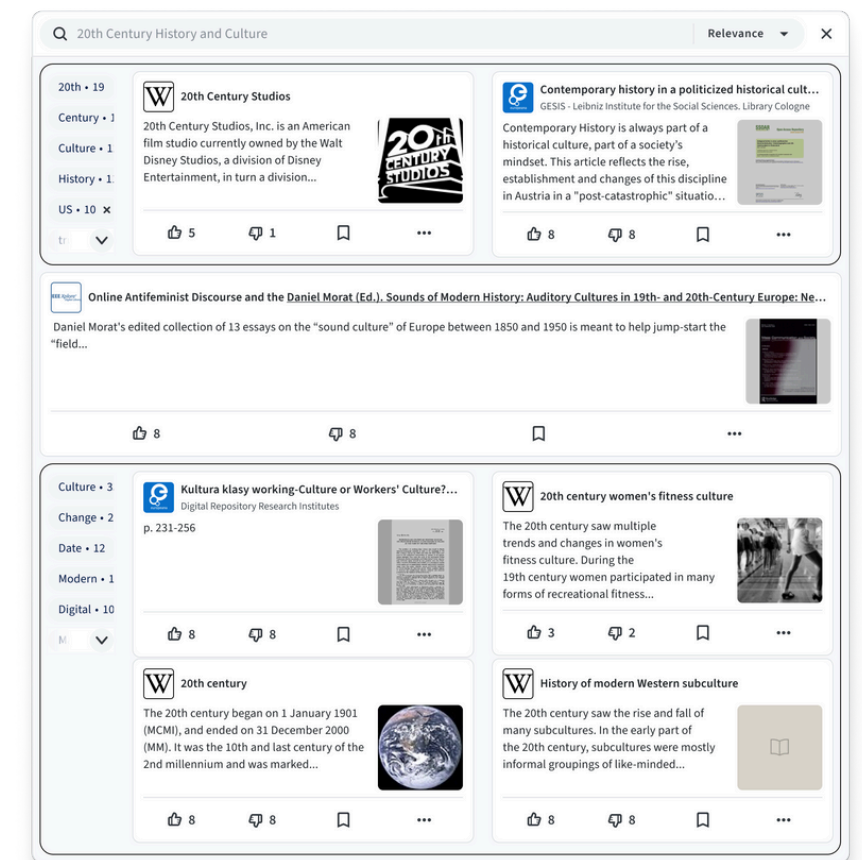 20th Century History and Culture
Relevance
20th • 19
Century • 1
Culture • 1
History • 1
US • 10 ×
20th Century Studios
20th Century Studios, Inc. is an American
film studio currently owned by the Walt
Disney Studios, a division of Disney
Entertainment, in turn a division...
20th
CENTURY
STUDIOS
5
1
Contemporary history in a politicized historical cult...
GESIS - Leibniz Institute for the Social Sciences. Library Cologne
Contemporary History is always part of a
historical culture, part of a society's
mindset. This article reflects the rise,
establishment and changes of this discipline
in Austria in a "post-catastrophic" situatio...
8
8
Online Antifeminist Discourse and the Daniel Morat (Ed.). Sounds of Modern History: Auditory Cultures in 19th- and 20th-Century Europe: Ne...
Daniel Morat's edited collection of 13 essays on the “sound culture” of Europe between 1850 and 1950 is meant to help jump-start the
“field...
8
8
Culture • 3
Change • 2
Date • 12
Modern • 1
Digital • 10
Kultura klasy working-Culture or Workers' Culture?...
Digital Repository Research Institutes
p. 231-256
8
8
20th century women's fitness culture
The 20th century saw multiple
trends and changes in women's
fitness culture. During the
19th century women participated in many
forms of recreational fitness...
3
2
20th century
The 20th century began on 1 January 1901
(MCMI), and ended on 31 December 2000
(MM). It was the 10th and last century of the
2nd millennium and was marked...
8
8
History of modern Western subculture
The 20th century saw the rise and fall of
many subcultures. In the early part of
the 20th century, subcultures were mostly
informal groupings of like-minded...
8
8